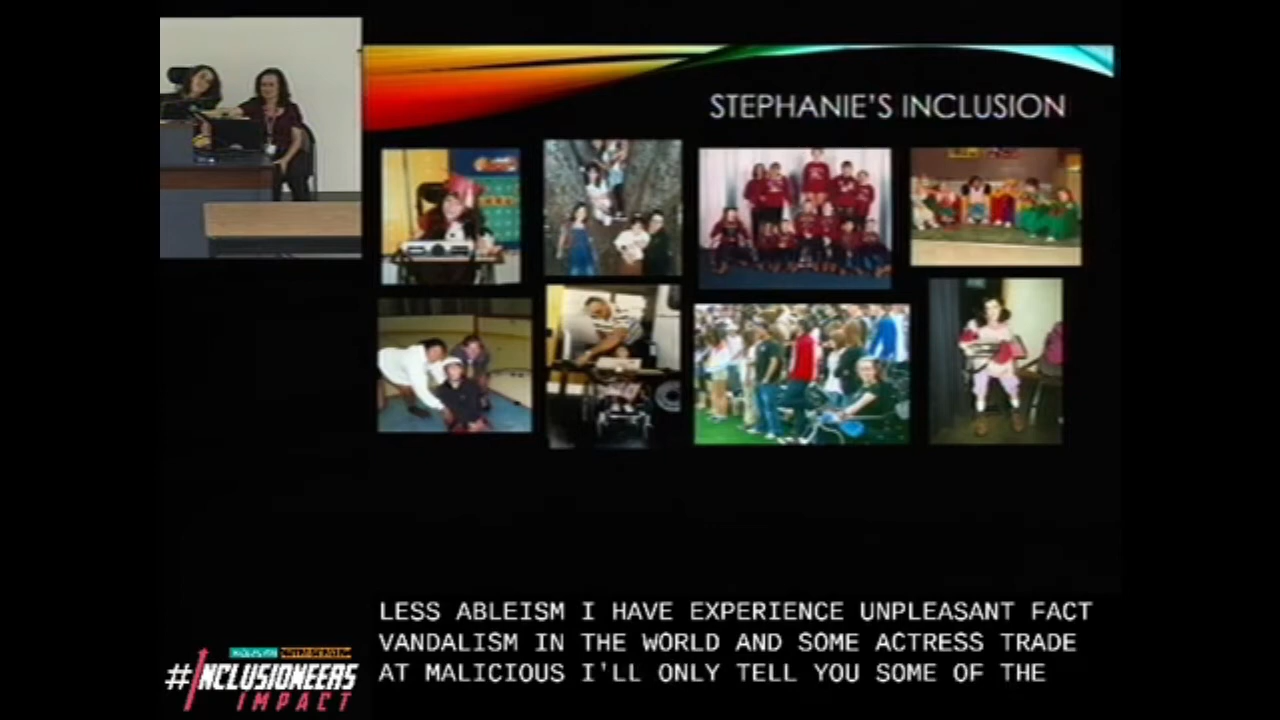 STEPHANIE'S INCLUSION
LESS ABLEISM I HAVE EXPERIENCE UNPLEASANT FACT
VANDALISM IN THE WORLD AND SOME ACTRESS TRADE
AT MALICIOUS I'LL ONLY TELL YOU SOME OF THE
#INCLUSIONEERS
IMPACT